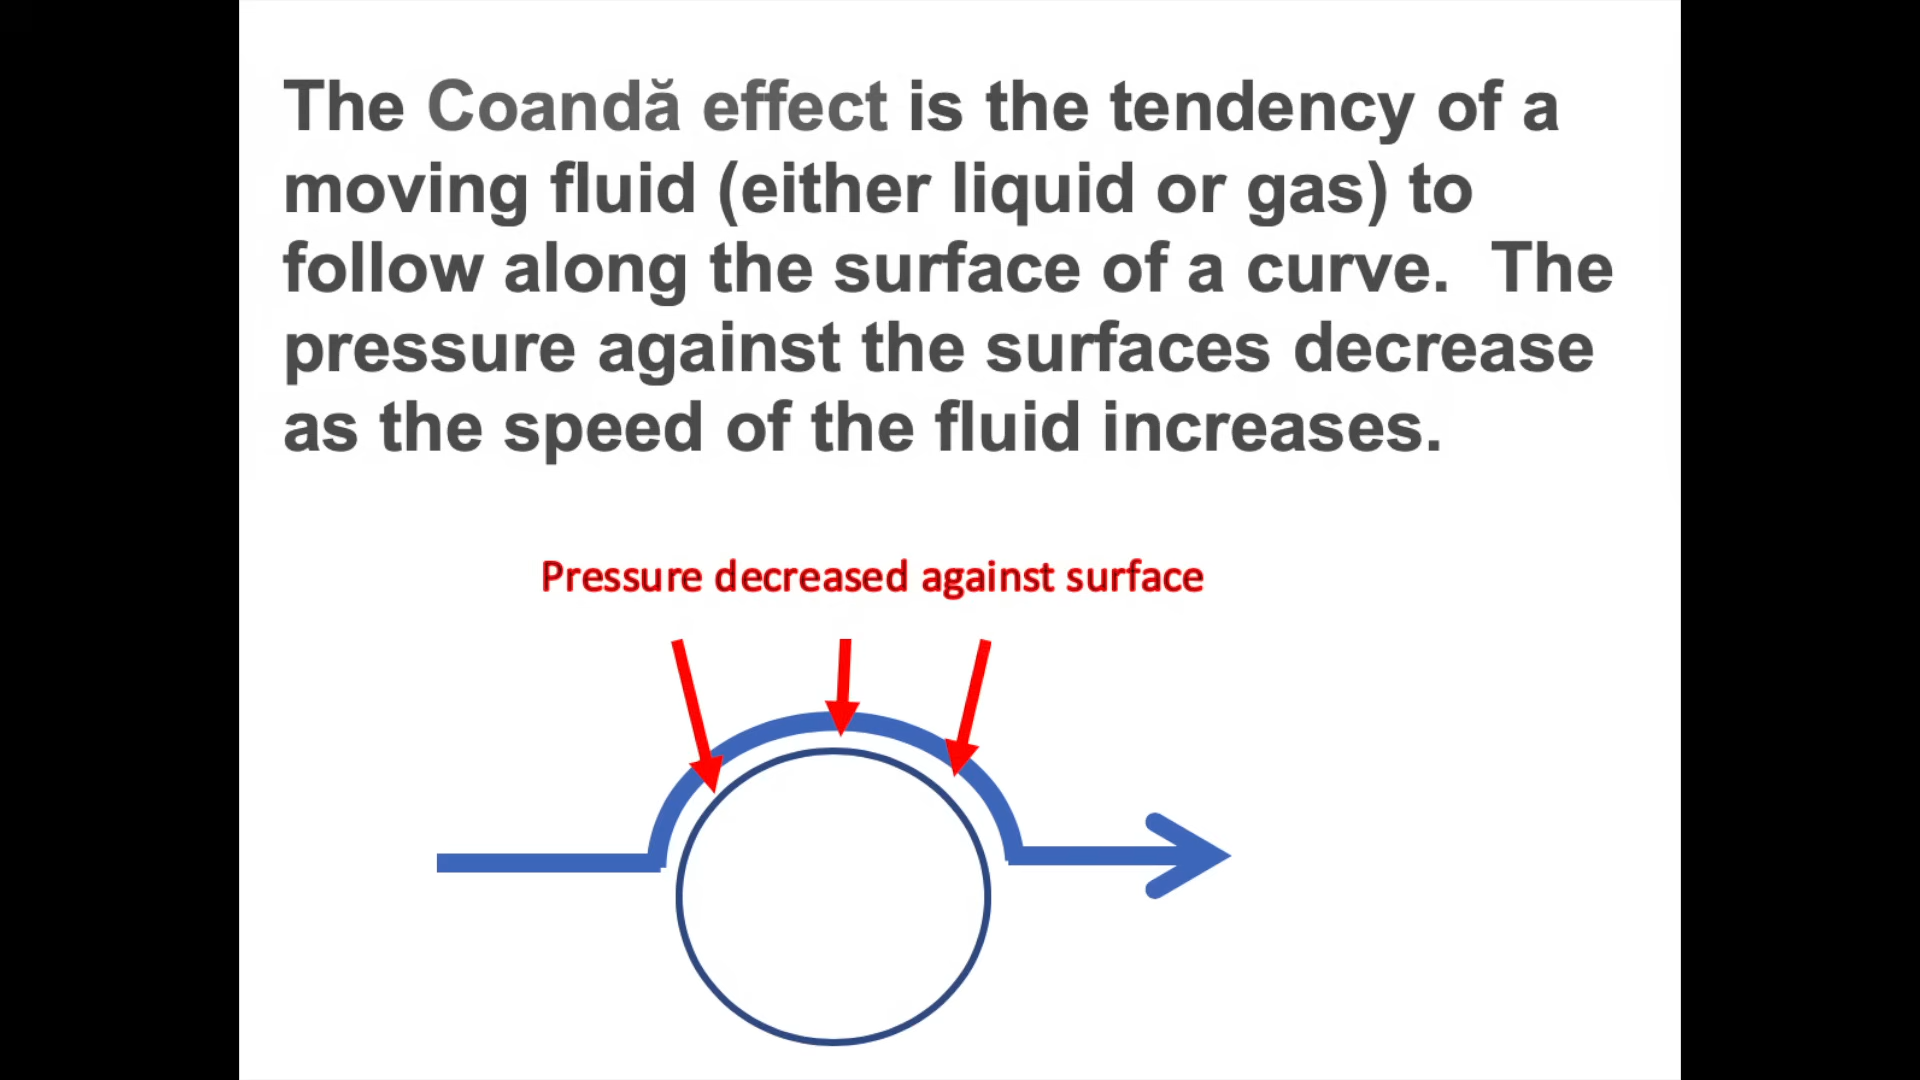 The Coandă effect is the tendency of a
moving fluid (either liquid or gas) to
follow along the surface of a curve.  The
pressure against the surfaces decrease
as the speed of the fluid increases.
Pressure decreased against surface